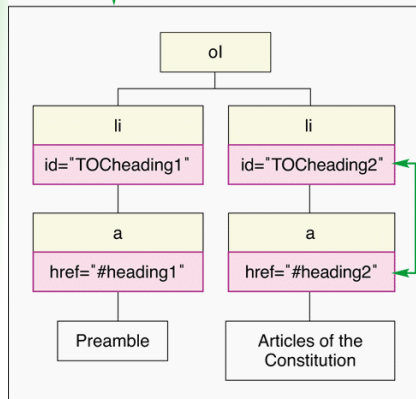 ol
li
li
id="TOCheading1"
id="TOCheading2"
a
a
href="#heading1"
href="#heading2"
Preamble
Articles of the
Constitution